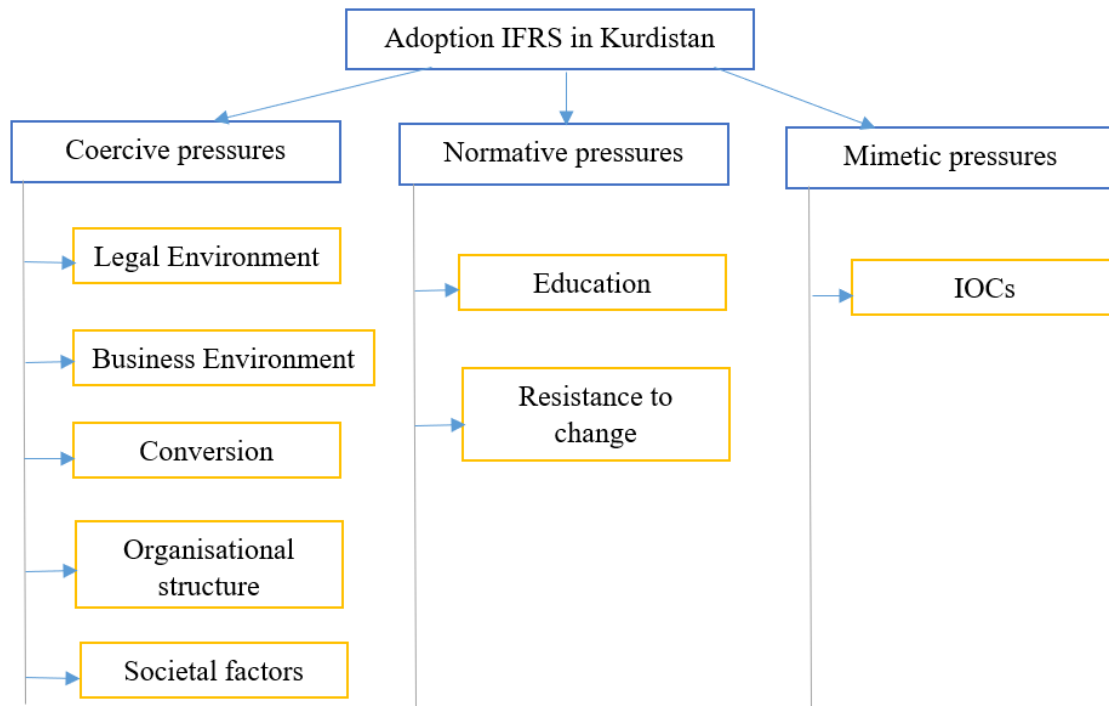 Adoption IFRS in Kurdistan
Coercive pressures
Normative pressures
Mimetic pressures
Legal Environment
Business Environment
Conversion
Organisational
structure
Societal factors
Education
Resistance to
change
IOCs